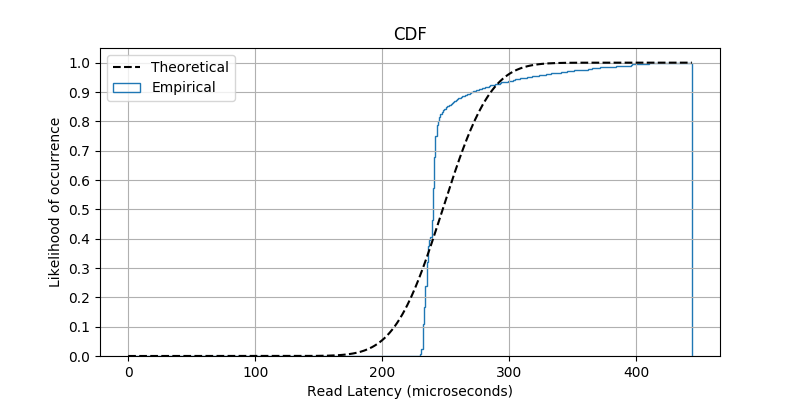 CDF
Theoretical
Empirical
Likelihood of occurrence
1.0
0.9
0.8
0.7
0.6
0.5
0.4
0.3
0.2
0.1
0.0
0 100 200 300 400
Read Latency (microseconds)